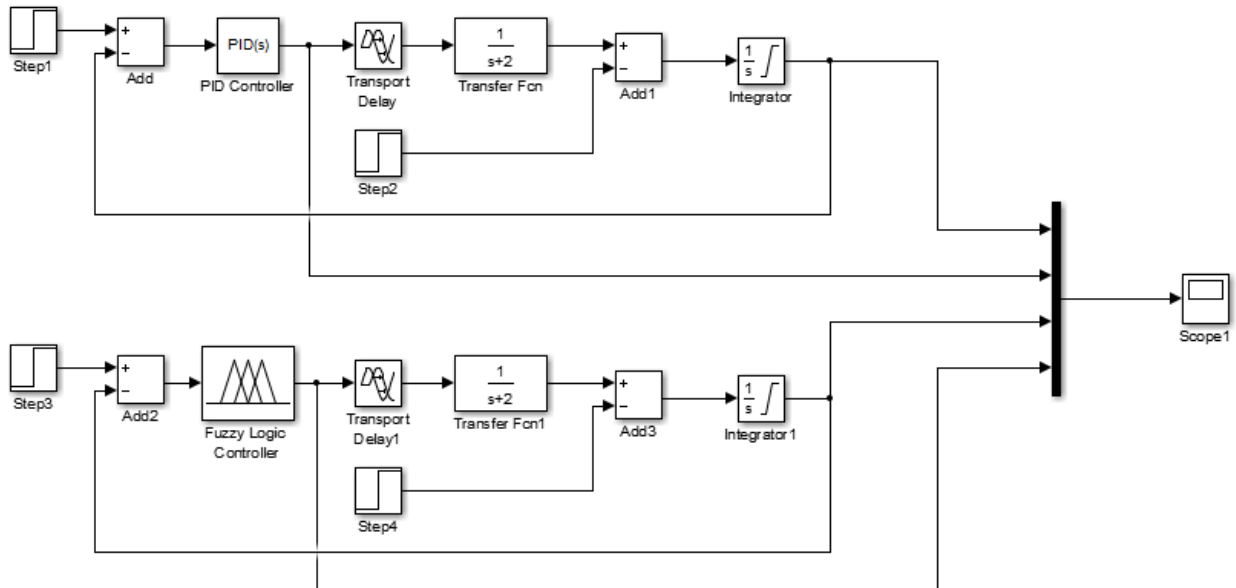 Step1
+
−
Add
PID(s)
PID Controller
Transport
Delay
1
s+2
Transfer Fcn
+
−
Add1
1
s
Integrator
Step2
Scope1
Step3
+
−
Add2
Fuzzy Logic
Controller
Transport
Delay1
1
s+2
Transfer Fcn1
+
−
Add3
1
s
Integrator1
Step4